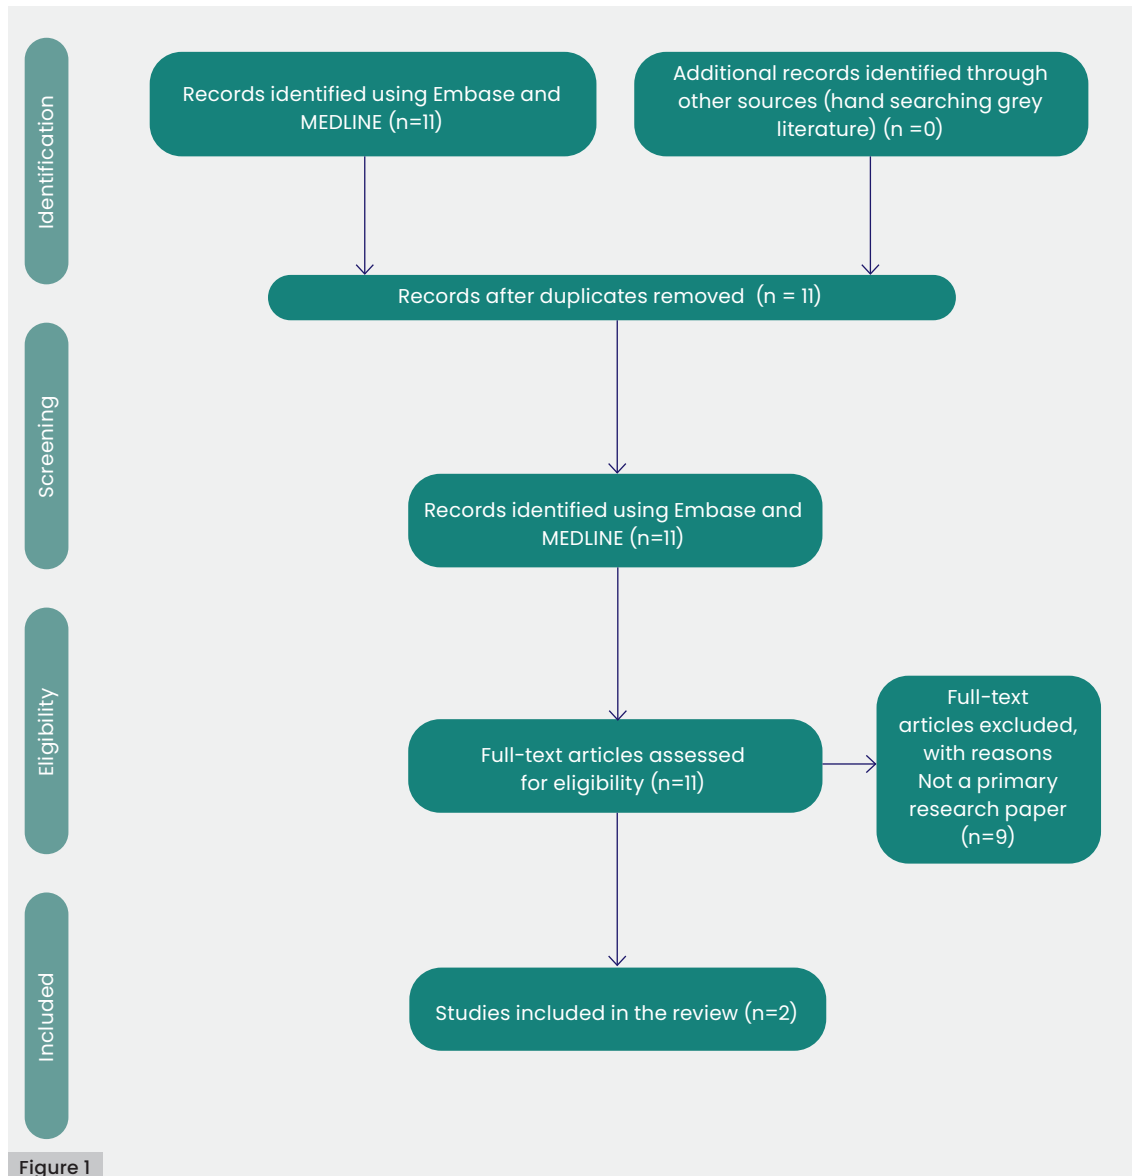 Identification
Records identified using Embase and
MEDLINE (n=11)
Additional records identified through
other sources (hand searching grey
literature) (n =0)
Records after duplicates removed  (n = 11)
Screening
Records identified using Embase and
MEDLINE (n=11)
Eligibility
Full-text articles assessed
for eligibility (n=11)
Full-text
articles excluded,
with reasons
Not a primary
research paper
(n=9)
Included
Studies included in the review (n=2)
Figure 1